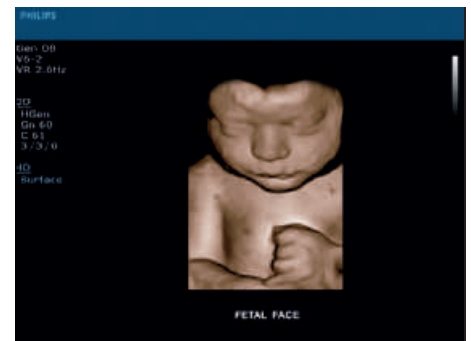 PHILIPS
Gen OB
V6-2
VR 2.0Hz
2D
HGen
Gn 60
C 61
3/3/0
4D
Surface
FETAL FACE